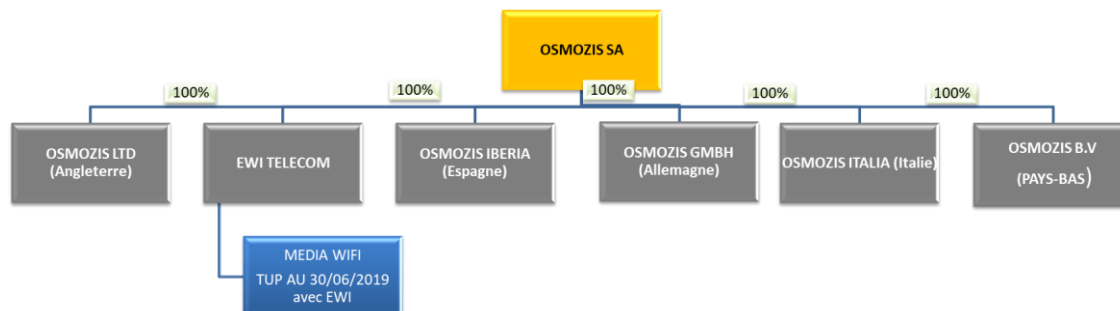 OSMOZIS SA
100%
100%
100%
100%
100%
OSMOZIS LTD
(Angleterre)
EWI TELECOM
OSMOZIS IBERIA
(Espagne)
OSMOZIS GMBH
(Allemagne)
OSMOZIS ITALIA (Italie)
OSMOZIS B.V
(PAYS-BAS)
MEDIA WIFI
TUP AU 30/06/2019
avec EWI